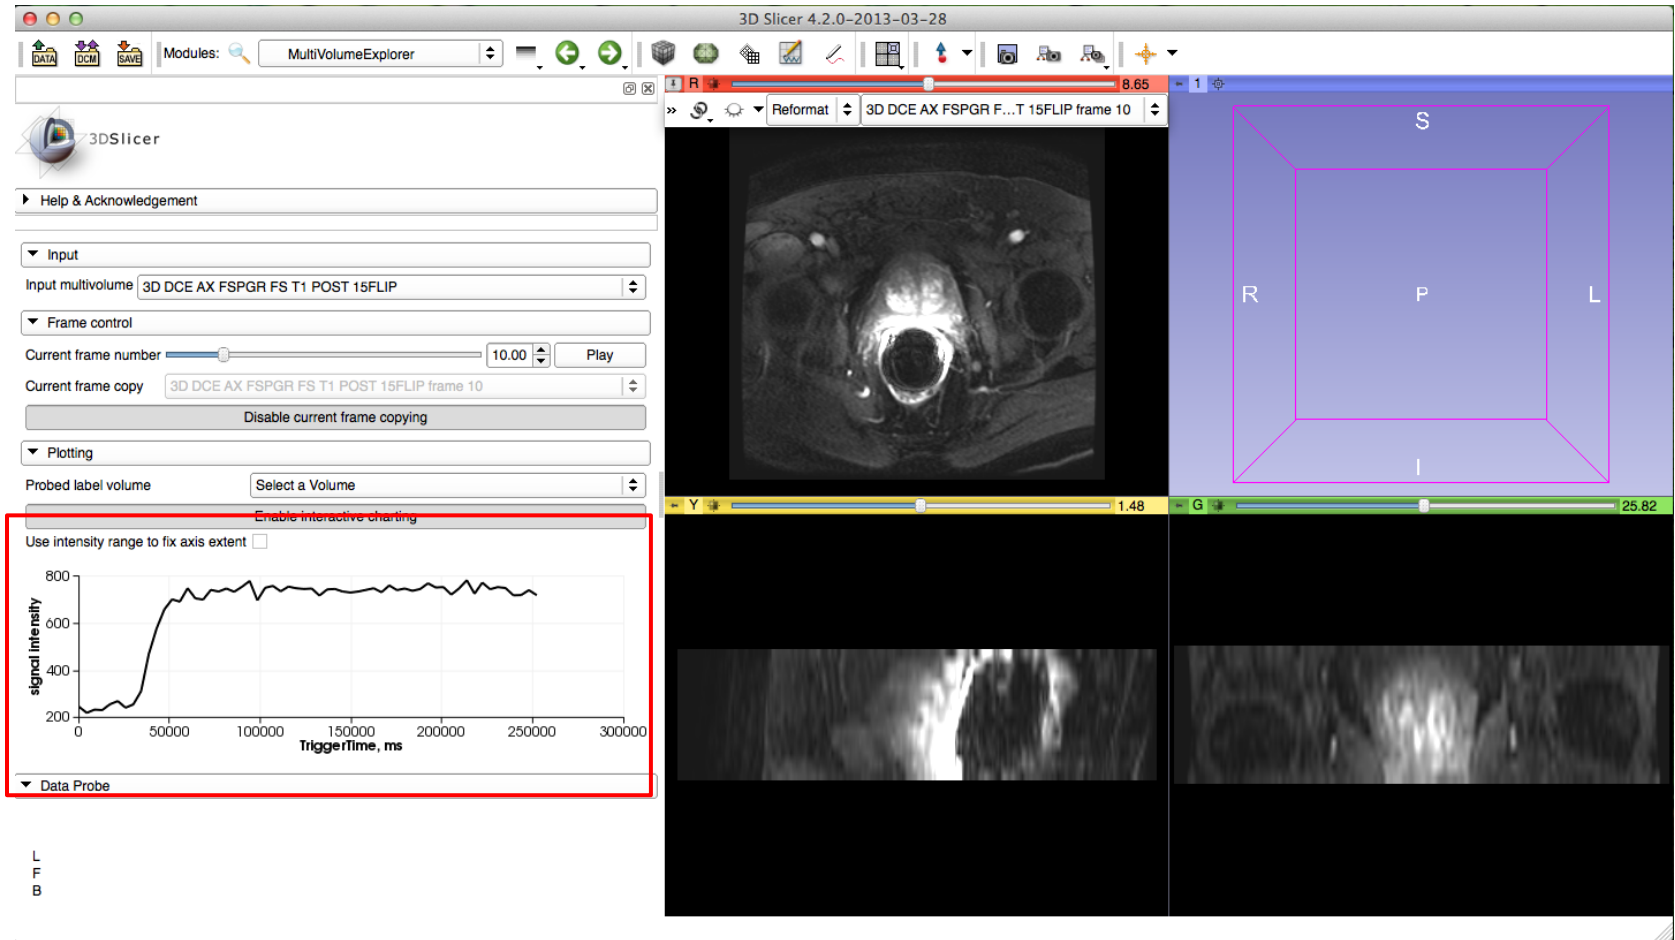 3D Slicer 4.2.0-2013-03-28
DATA DCM SAVE Modules: MultiVolumeExplorer
3DSlicer
Help & Acknowledgement
Input
Input multivolume 3D DCE AX FSPGR FS T1 POST 15FLIP
Frame control
Current frame number 10.00 Play
Current frame copy 3D DCE AX FSPGR FS T1 POST 15FLIP frame 10
Disable current frame copying
Plotting
Probed label volume Select a Volume
Enable interactive charting
Use intensity range to fix axis extent
800
600
400
200
signal intensity
0 50000 100000 150000 200000 250000 300000
TriggerTime, ms
Data Probe
L
F
B
R 8.65
» Reformat 3D DCE AX FSPGR F...T 15FLIP frame 10
1
S
R P L
I
Y 1.48
G 25.82